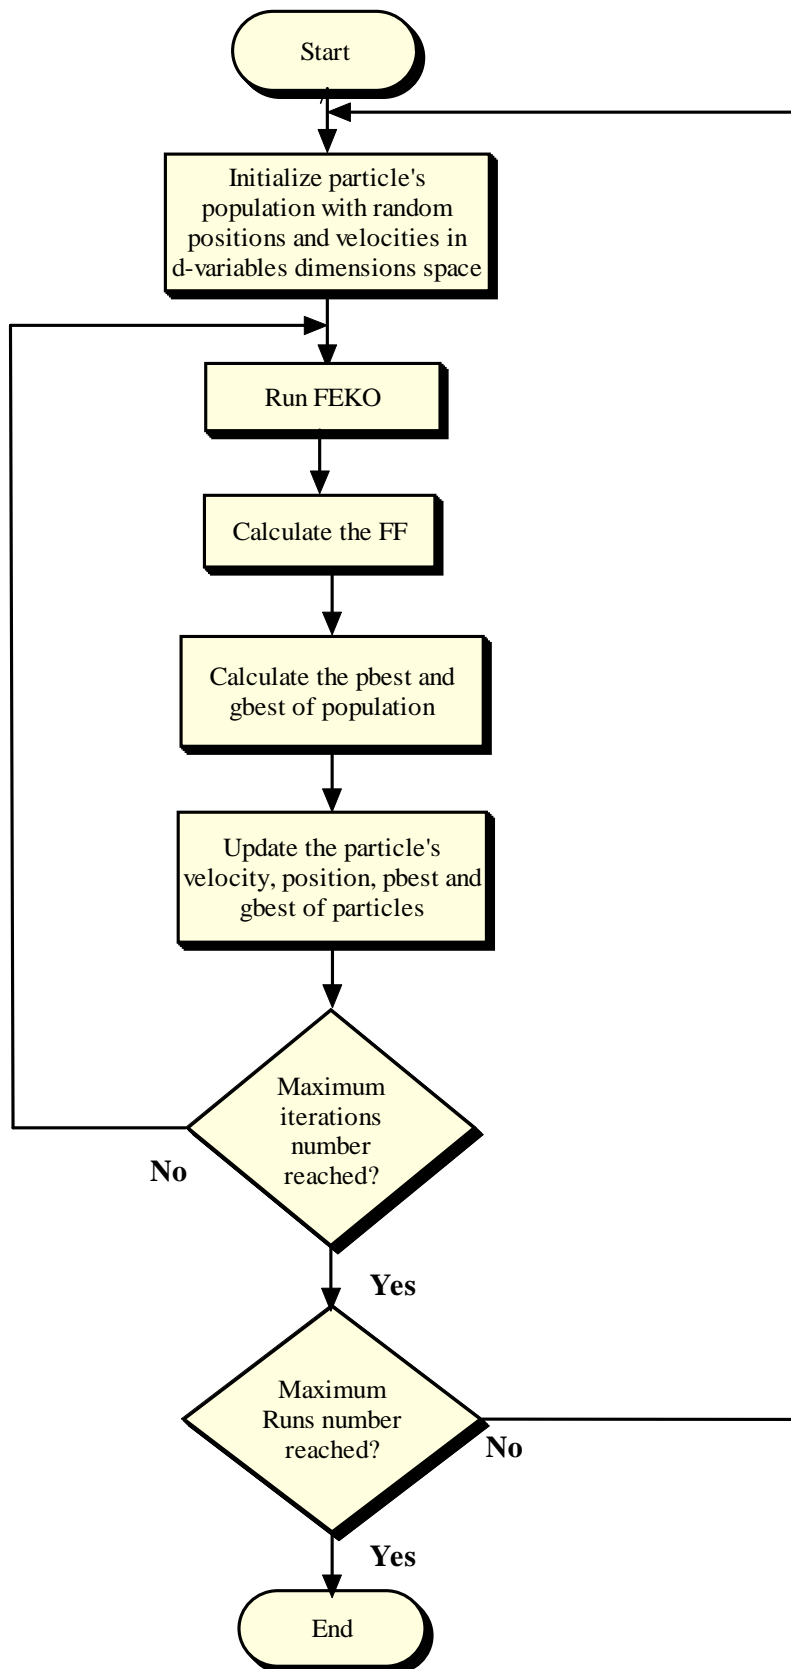 Start
Initialize particle's
population with random
positions and velocities in
d-variables dimensions space
Run FEKO
Calculate the FF
Calculate the pbest and
gbest of population
Update the particle's
velocity, position, pbest and
gbest of particles
Maximum
iterations
number
reached?
No
Yes
Maximum
Runs number
reached?
No
Yes
End